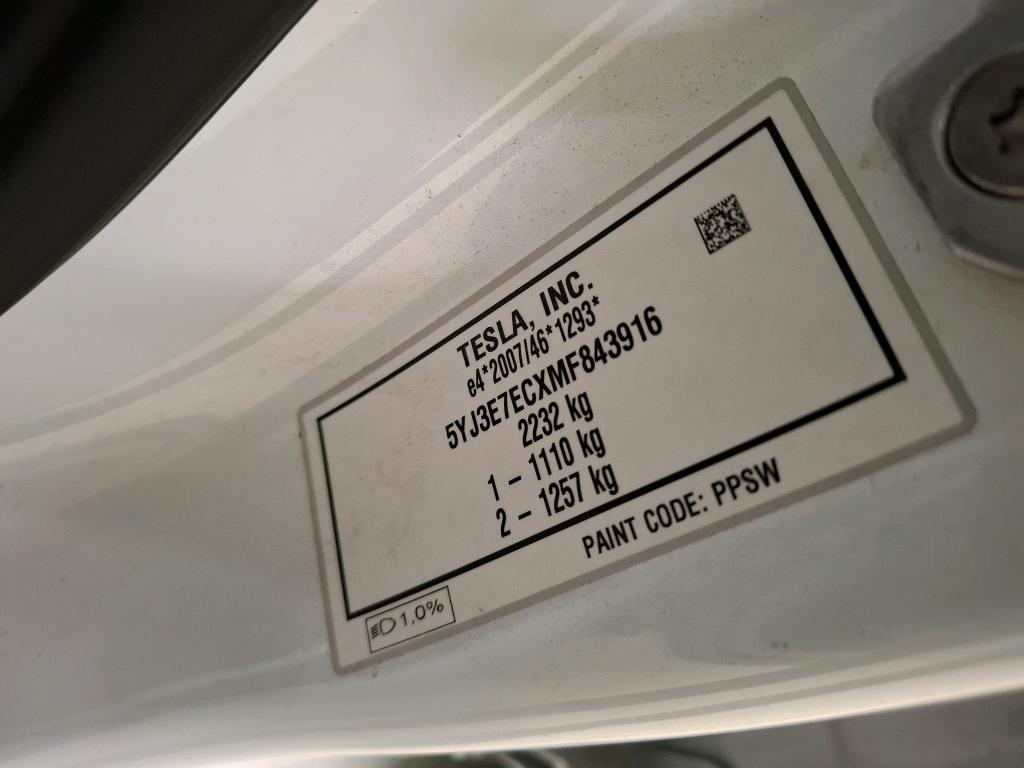 TESLA, INC.
e4*2007/46*1293*
5YJ3E7ECXMF843916
2232 kg
1 – 1110 kg
2 – 1257 kg
PAINT CODE: PPSW
1,0%